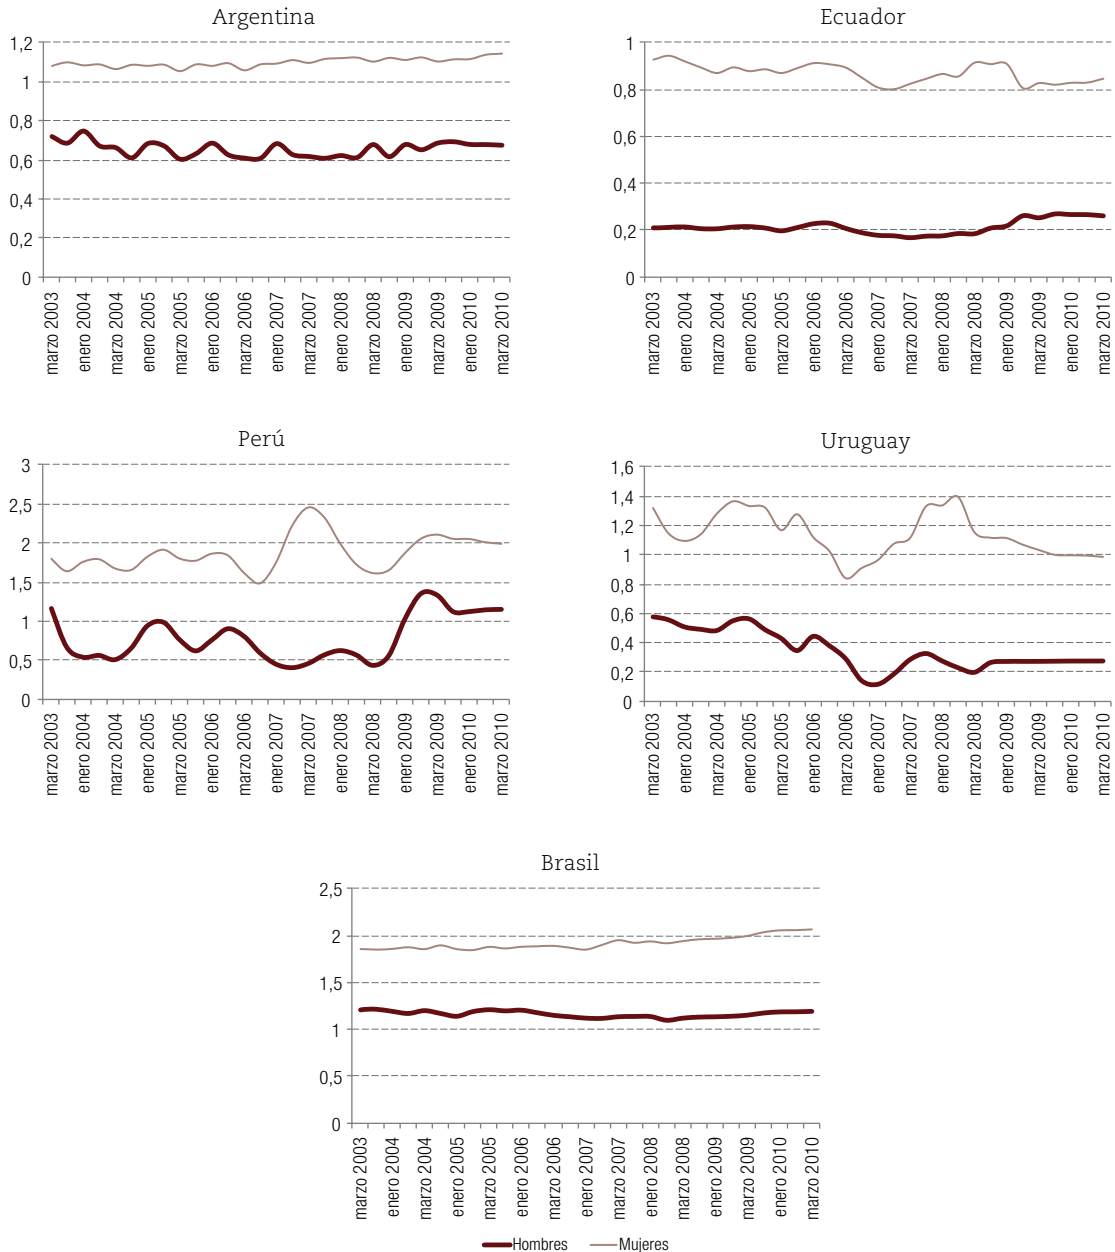 Argentina
1,2
1
0,8
0,6
0,4
0,2
0
marzo 2003
enero 2004
marzo 2004
enero 2005
marzo 2005
enero 2006
marzo 2006
enero 2007
marzo 2007
enero 2008
marzo 2008
enero 2009
marzo 2009
enero 2010
marzo 2010
Ecuador
1
0,8
0,6
0,4
0,2
0
marzo 2003
enero 2004
marzo 2004
enero 2005
marzo 2005
enero 2006
marzo 2006
enero 2007
marzo 2007
enero 2008
marzo 2008
enero 2009
marzo 2009
enero 2010
marzo 2010
Perú
3
2,5
2
1,5
1
0,5
0
marzo 2003
enero 2004
marzo 2004
enero 2005
marzo 2005
enero 2006
marzo 2006
enero 2007
marzo 2007
enero 2008
marzo 2008
enero 2009
marzo 2009
enero 2010
marzo 2010
Uruguay
1,6
1,4
1,2
1
0,8
0,6
0,4
0,2
0
marzo 2003
enero 2004
marzo 2004
enero 2005
marzo 2005
enero 2006
marzo 2006
enero 2007
marzo 2007
enero 2008
marzo 2008
enero 2009
marzo 2009
enero 2010
marzo 2010
Brasil
2,5
2
1,5
1
0,5
0
marzo 2003
enero 2004
marzo 2004
enero 2005
marzo 2005
enero 2006
marzo 2006
enero 2007
marzo 2007
enero 2008
marzo 2008
enero 2009
marzo 2009
enero 2010
marzo 2010
Hombres Mujeres